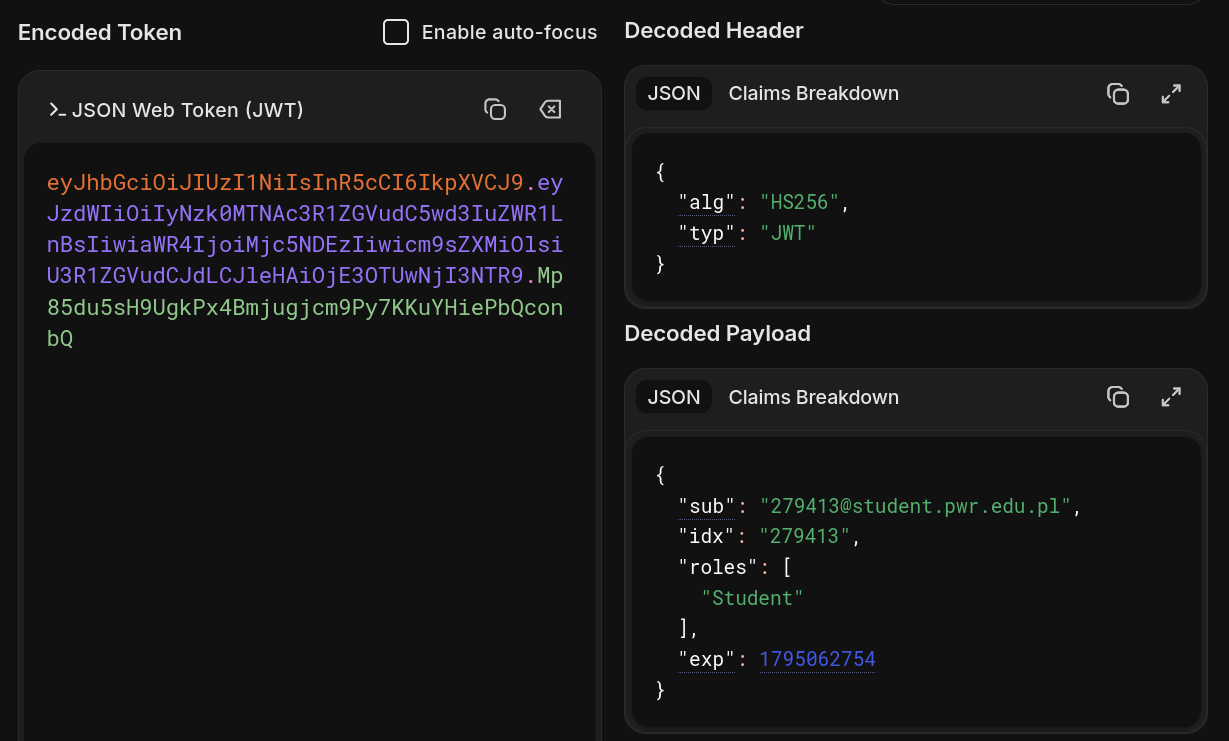 Encoded Token
Enable auto-focus
JSON Web Token (JWT)
eyJhbGciOiJIUzI1NiIsInR5cCI6IkpXVCJ9.ey
JzdWIiOiIyNzk0MTNAc3R1ZGVudC5wd3IuZWR1L
nBsIiwiaWR4IjoiMjc5NDEzIiwicm9sZXMiOlsi
U3R1ZGVudCJdLCJleHAiOjE3OTUwNjI3NTR9.Mp
85du5sH9UgkPx4Bmjugjcm9Py7KKuYHiePbQcon
bQ
Decoded Header
JSON
Claims Breakdown
{
"alg": "HS256",
"typ": "JWT"
}
Decoded Payload
JSON
Claims Breakdown
{
"sub": "279413@student.pwr.edu.pl",
"idx": "279413",
"roles": [
"Student"
],
"exp": 1795062754
}